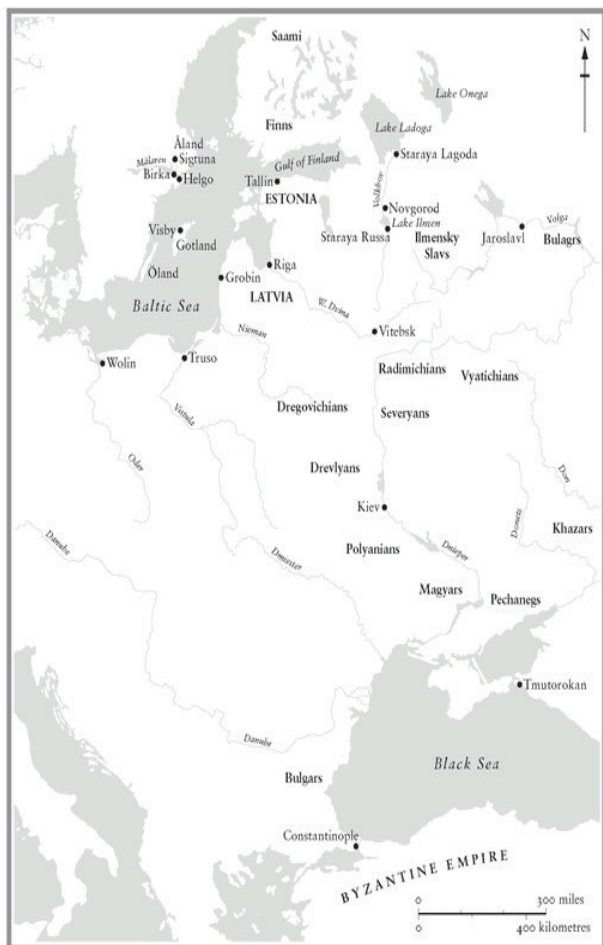 Saami
N
Lake Onega
Finns
Lake Ladoga
Åland
Mälaren
Sigtuna
Birka
Helgo
Gulf of Finland
Staraya Lagoda
Tallin
ESTONIA
Volkhov
Novgorod
Lake Ilmen
Staraya Russa
Ilmensky
Slavs
Jaroslavl
Volga
Bulagrs
Visby
Gotland
Öland
Grobin
Riga
LATVIA
Baltic Sea
W. Dvina
Nieman
Vitebsk
Wolin
Truso
Radimichians
Vyatichians
Dregovichians
Severyans
Vistula
Oder
Drevlyans
Don
Kiev
Donets
Khazars
Danube
Polyanians
Dnieper
Dniester
Magyars
Pechanegs
Tmutorokan
Danube
Black Sea
Bulgars
Constantinople
BYZANTINE EMPIRE
0 300 miles
0 400 kilometres